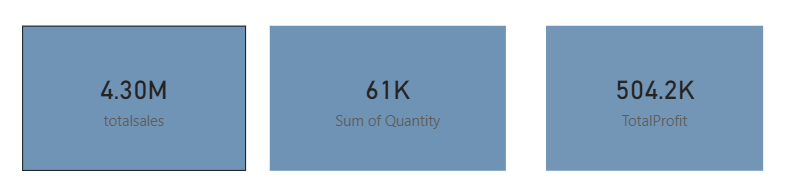 4.30M
totalsales
61K
Sum of Quantity
504.2K
TotalProfit